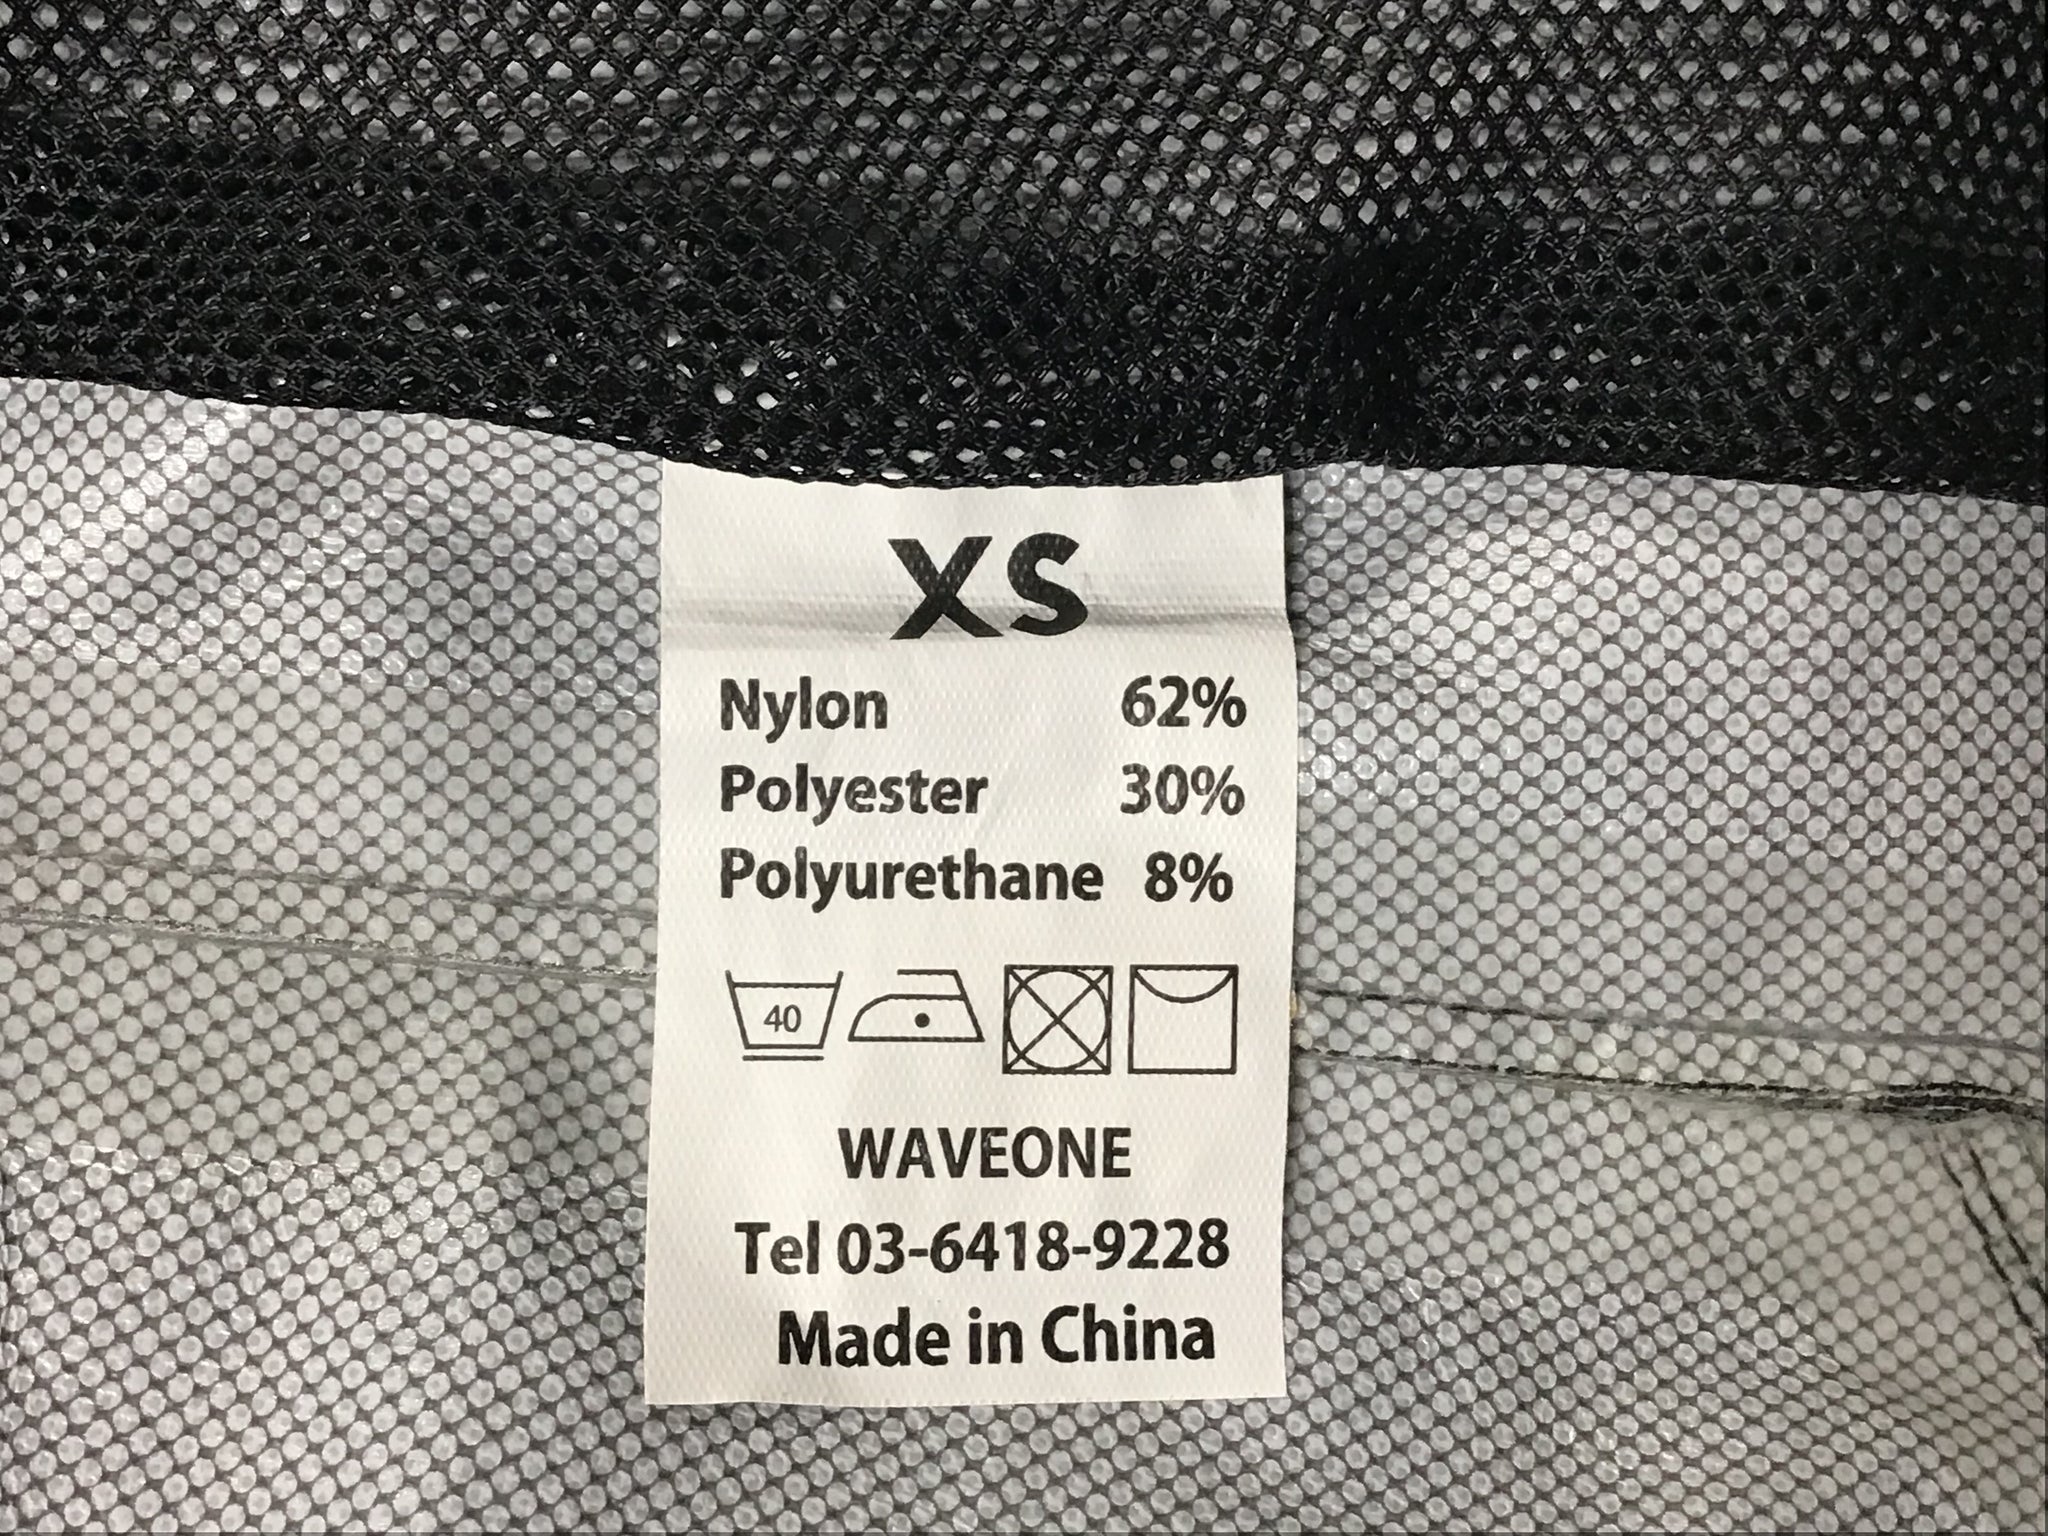 XS
Nylon 62%
Polyester 30%
Polyurethane 8%
40
WAVEONE
Tel 03-6418-9228
Made in China